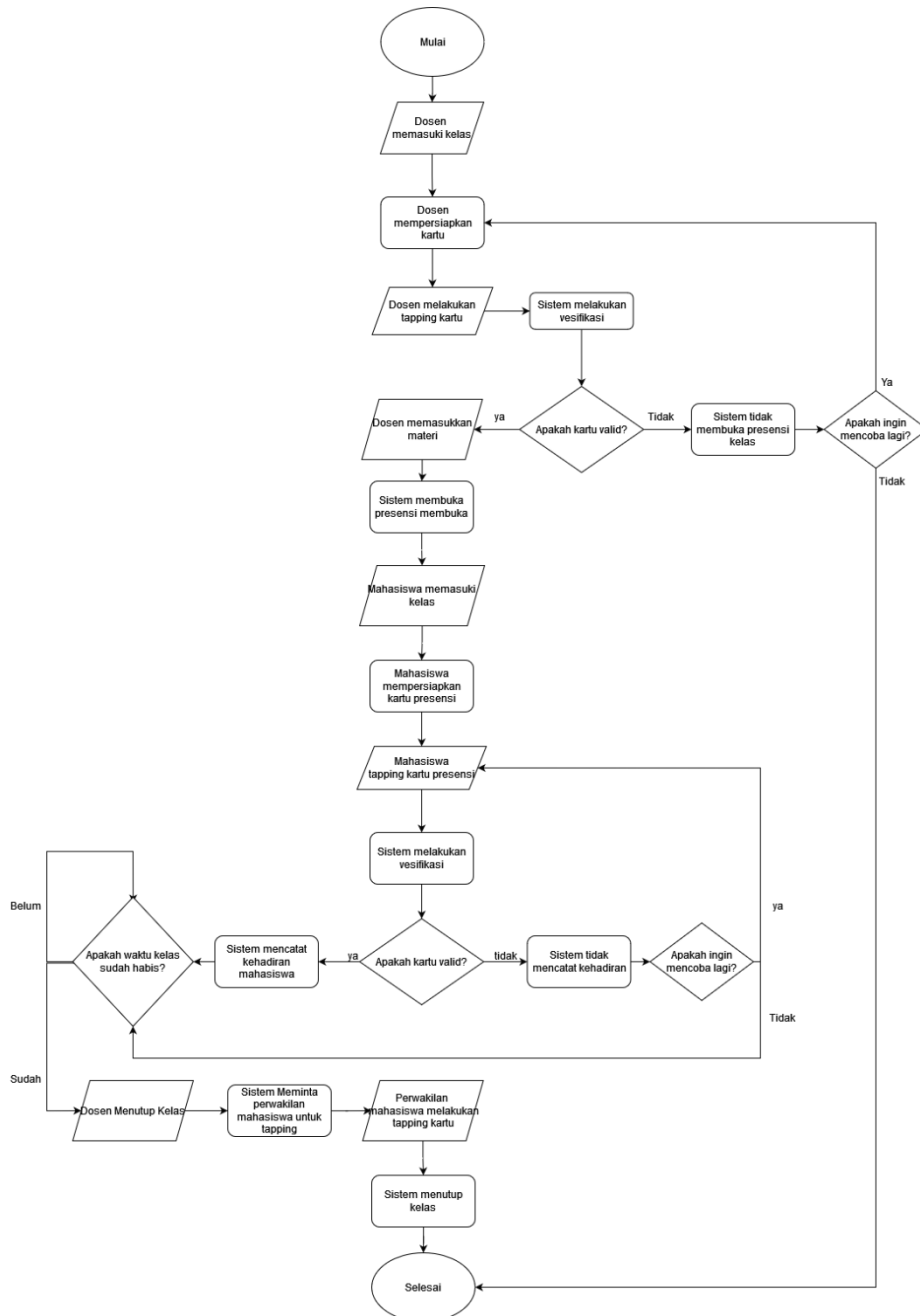 Mulai
Dosen
memasuki kelas
Dosen
mempersiapkan
kartu
Dosen melakukan
tapping kartu
Sistem melakukan
vesifikasi
Ya
Dosen memasukkan
materi
ya
Apakah kartu valid?
Tidak
Sistem tidak
membuka presensi
kelas
Apakah ingin
mencoba lagi?
Tidak
Sistem membuka
presensi membuka
Mahasiswa memasuki
kelas
Mahasiswa
mempersiapkan
kartu presensi
Mahasiswa
tapping kartu presensi
Sistem melakukan
vesifikasi
Belum
Apakah waktu kelas
sudah habis?
Sistem mencatat
kehadiran
mahasiswa
ya
Apakah kartu valid?
tidak
Sistem tidak
mencatat kehadiran
Apakah ingin
mencoba lagi?
ya
Tidak
Sudah
Dosen Menutup Kelas
Sistem Meminta
perwakilan
mahasiswa untuk
tapping
Perwakilan
mahasiswa melakukan
tapping kartu
Sistem menutup
kelas
Selesai